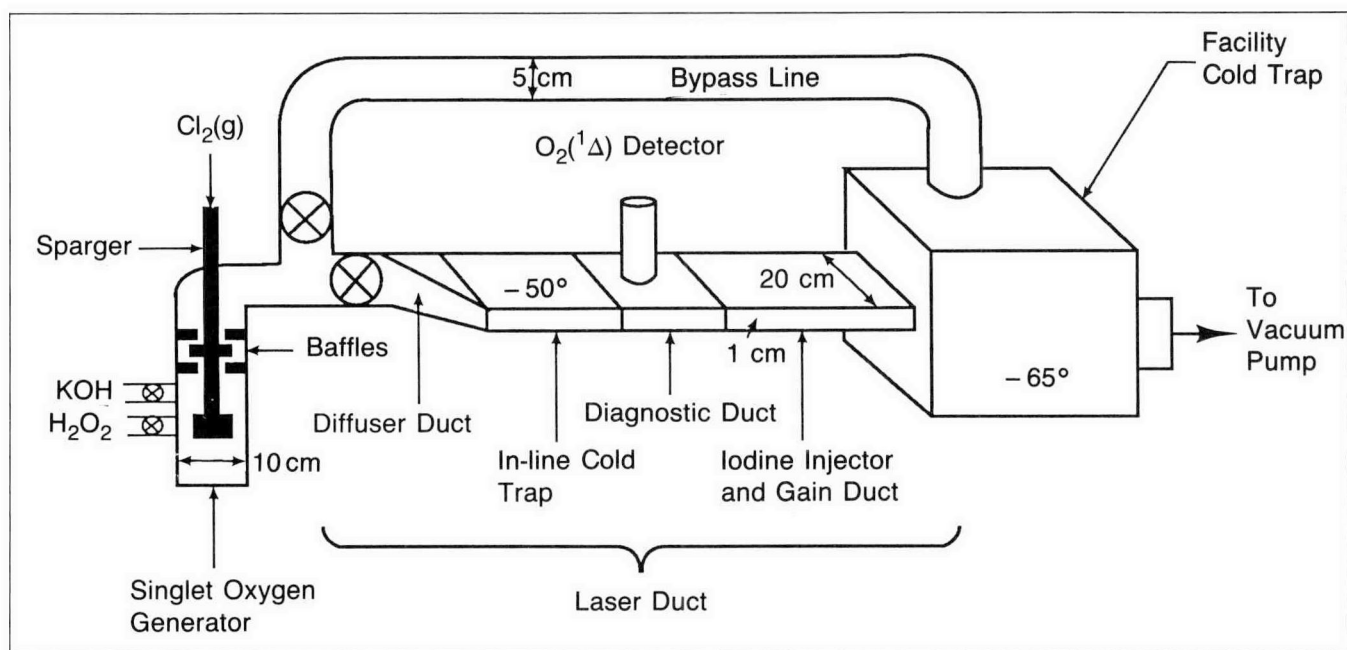 5 cm
Bypass Line
Facility
Cold Trap
Cl₂(g)
O₂(¹Δ) Detector
Sparger
−50°
20 cm
To
Vacuum
Pump
Baffles
1 cm
−65°
KOH
H₂O₂
Diffuser Duct
Diagnostic Duct
10 cm
In-line Cold
Trap
Iodine Injector
and Gain Duct
Singlet Oxygen
Generator
Laser Duct